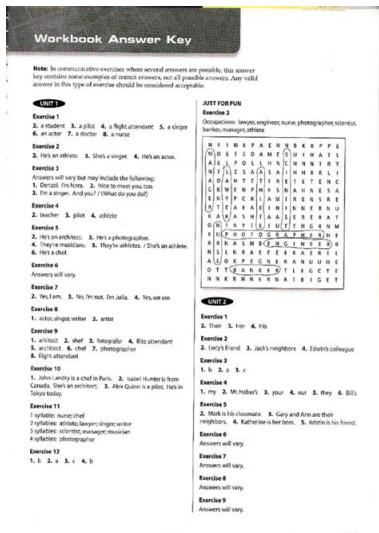 Workbook Answer Key
Note: In communicative exercises where several answers are possible, this answer
key contains some examples of correct answers, not all possible answers. Any valid
answer in this type of exercise should be considered acceptable.
UNIT 1
Exercise 1
2. a student 3. a pilot 4. a flight attendant 5. a singer
6. an actor 7. a doctor 8. a nurse
Exercise 2
2. He's an athlete. 3. She's a singer. 4. He's an actor.
Exercise 3
Answers will vary but may include the following:
1. Denzel. I'm Nora. 2. Nice to meet you, too.
3. I'm a singer. And you? / (What do you do?)
Exercise 4
2. teacher 3. pilot 4. athlete
Exercise 5
2. He's an architect. 3. He's a photographer.
4. They're musicians. 5. They're athletes. / She's an athlete.
6. He's a chef.
Exercise 6
Answers will vary.
Exercise 7
2. Yes, I am. 3. No, I'm not. I'm Julia. 4. Yes, we are.
Exercise 8
1. actor, singer, writer 2. artist
Exercise 9
1. arkitect 2. shef 3. fotografer 4. flite attendant
5. architect 6. chef 7. photographer
8. flight attendant
Exercise 10
1. John Landry is a chef in Paris. 2. Isabel Hunter is from
Canada. She's an architect. 3. Alex Quinn is a pilot. He's in
Tokyo today.
Exercise 11
1 syllable: nurse; chef
2 syllables: athlete; lawyer; singer; writer
3 syllables: scientist; manager; musician
4 syllables: photographer
Exercise 12
1. b 2. a 3. c 4. b
JUST FOR FUN
Exercise 2
Occupations: lawyer, engineer, nurse, photographer, scientist,
banker, manager, athlete
UNIT 2
Exercise 1
2. Their 3. Her 4. His
Exercise 2
2. Lucy's friend 3. Jack's neighbors 4. Edwin's colleague
Exercise 3
1. b 2. a 3. c
Exercise 4
1. my 2. Mr. Haber's 3. your 4. our 5. they 6. Bill's
Exercise 5
2. Mark is his classmate. 3. Gary and Ann are their
neighbors. 4. Katherine is her boss. 5. Kristin is his friend.
Exercise 6
Answers will vary.
Exercise 7
Answers will vary.
Exercise 8
Answers will vary.
Exercise 9
Answers will vary.